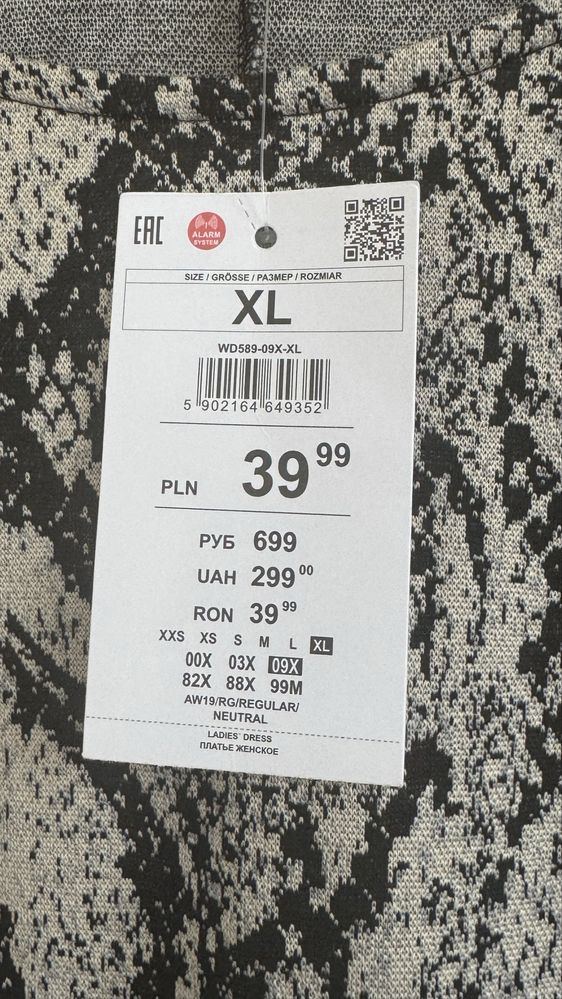 EAC
ALARM
SYSTEM
SIZE / GRÖSSE / РАЗМЕР / ROZMIAR
XL
WD589-09X-XL
5 902164 649352
PLN 39 99
РУБ 699
UAH 299 00
RON 39 99
XXS XS S M L XL
00X 03X 09X
82X 88X 99M
AW19/RG/REGULAR/
NEUTRAL
LADIES` DRESS
ПЛАТЬЕ ЖЕНСКОЕ